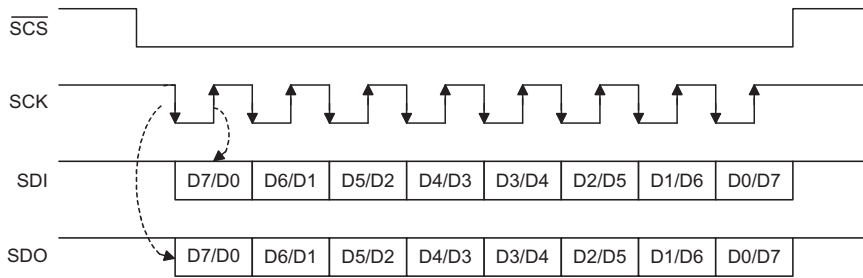 SCS
SCK
SDI D7/D0 D6/D1 D5/D2 D4/D3 D3/D4 D2/D5 D1/D6 D0/D7
SDO D7/D0 D6/D1 D5/D2 D4/D3 D3/D4 D2/D5 D1/D6 D0/D7